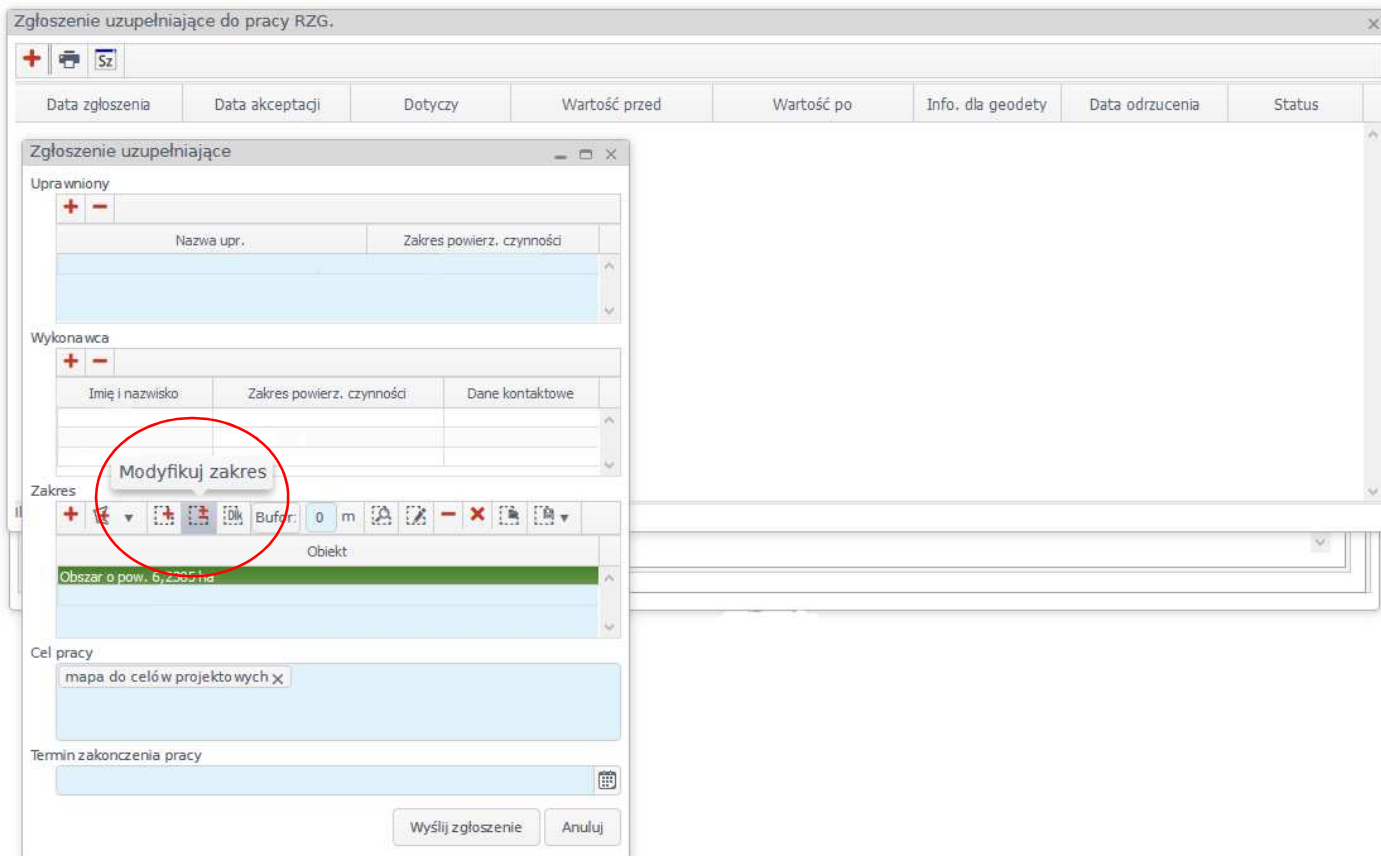 Zgłoszenie uzupełniające do pracy RZG.
Sz
Data zgłoszenia Data akceptacji Dotyczy Wartość przed Wartość po Info. dla geodety Data odrzucenia Status
Zgłoszenie uzupełniające
Uprawniony
Nazwa upr. Zakres powierz. czynności
Wykonawca
Imię i nazwisko Zakres powierz. czynności Dane kontaktowe
Modyfikuj zakres
Zakres
Dłk Bufor: 0 m
Obiekt
Obszar o pow. 6,2305 ha
Cel pracy
mapa do celów projektowych
Termin zakonczenia pracy
Wyślij zgłoszenie Anuluj